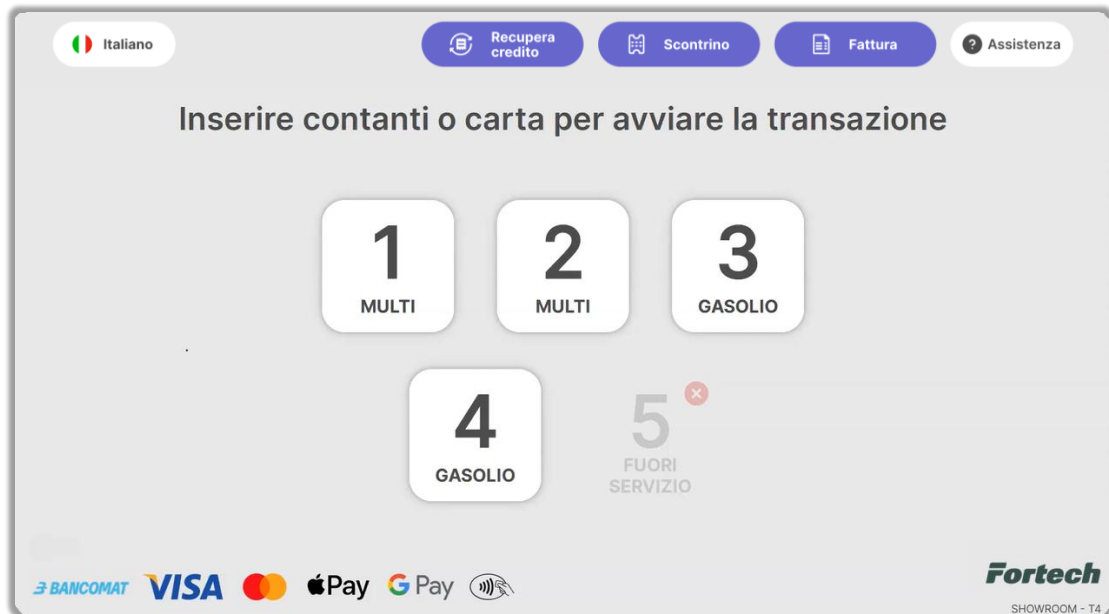 Italiano
Recupera
credito
Scontrino
Fattura
? Assistenza
Inserire contanti o carta per avviare la transazione
1
MULTI
2
MULTI
3
GASOLIO
4
GASOLIO
5
FUORI
SERVIZIO
BANCOMAT
VISA
Pay
G Pay
Fortech
SHOWROOM - T4